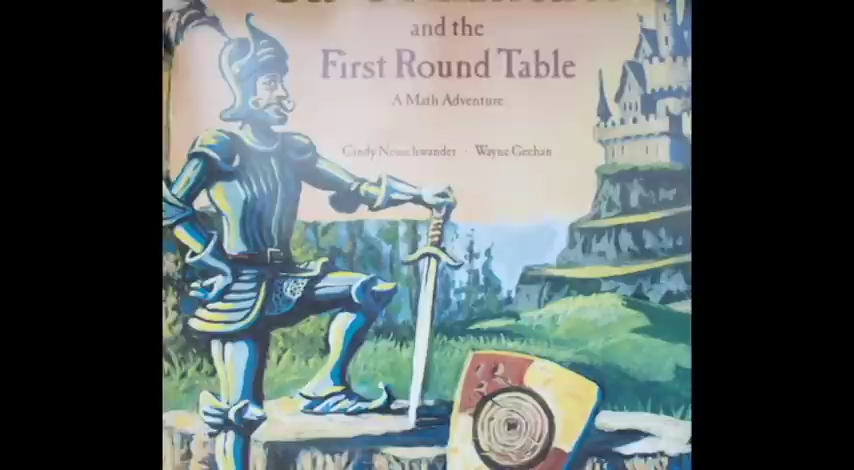 and the
First Round Table
A Math Adventure
Cindy Neuschwander · Wayne Geehan